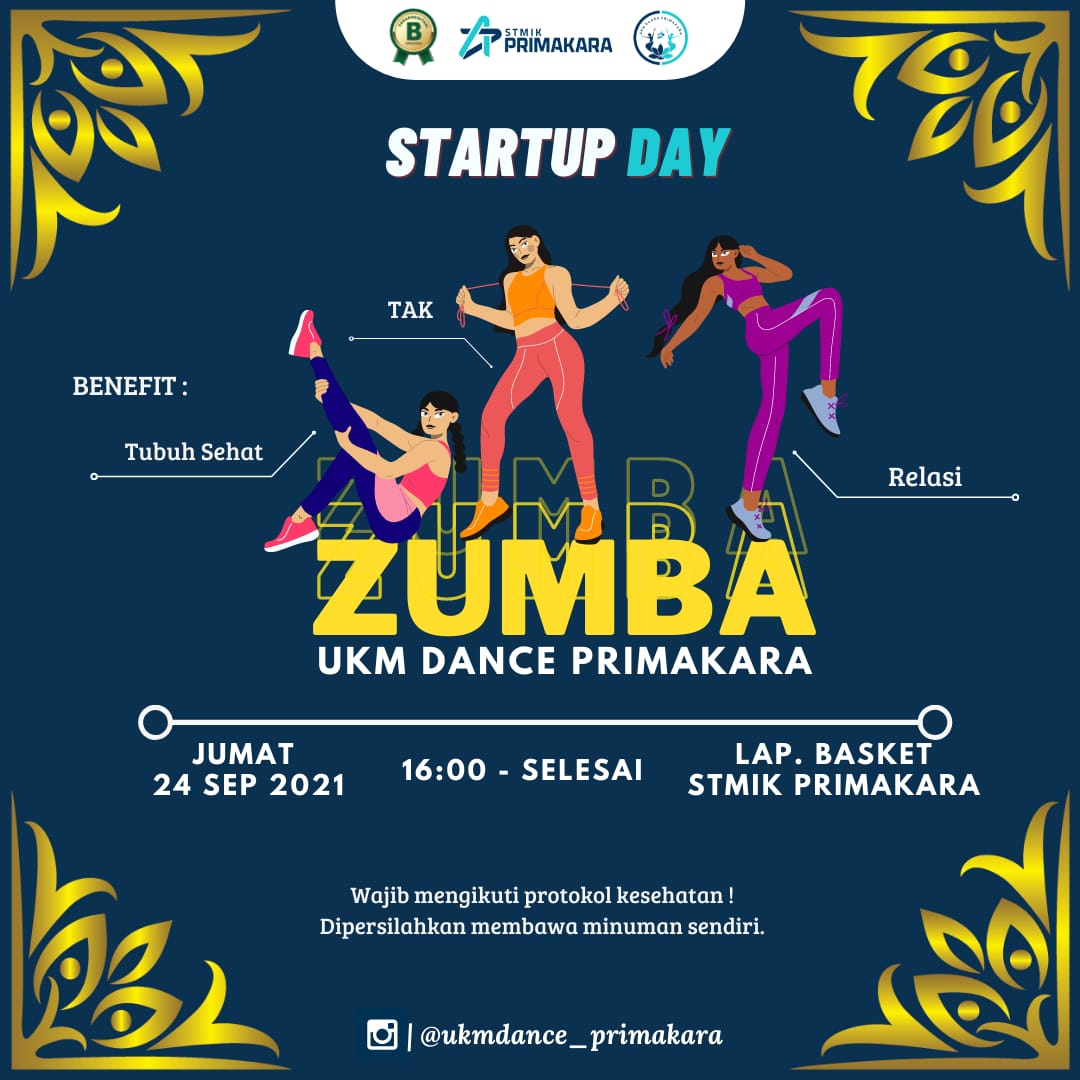 B
STMIK
PRIMAKARA
STARTUP DAY
TAK
BENEFIT :
Tubuh Sehat
Relasi
ZUMBA
ZUMBA
ZUMBA
UKM DANCE PRIMAKARA
JUMAT
24 SEP 2021
16:00 - SELESAI
LAP. BASKET
STMIK PRIMAKARA
Wajib mengikuti protokol kesehatan !
Dipersilahkan membawa minuman sendiri.
| @ukmdance_primakara